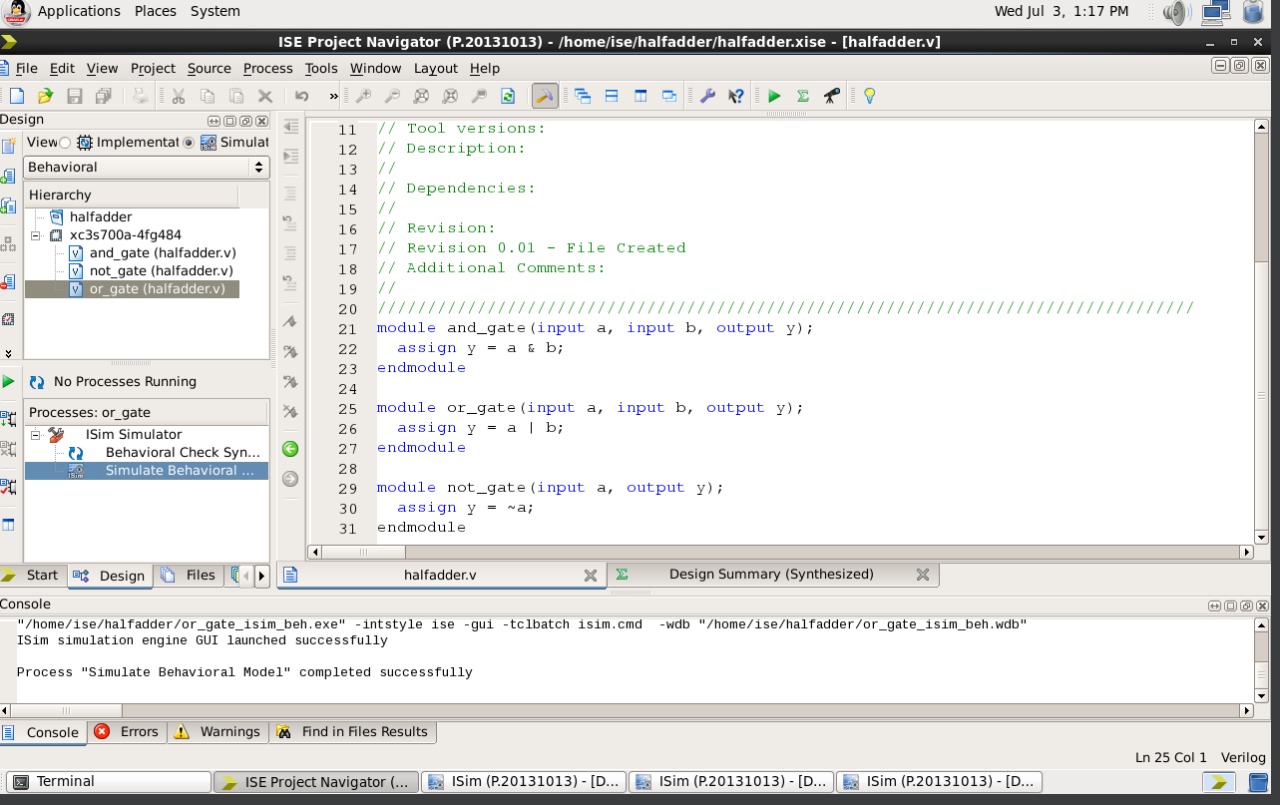 Applications Places System
Wed Jul 3, 1:17 PM
ISE Project Navigator (P.20131013) - /home/ise/halfadder/halfadder.xise - [halfadder.v]
File Edit View Project Source Process Tools Window Layout Help
»
Design
View Implementat Simulat
Behavioral
Hierarchy
halfadder
xc3s700a-4fg484
and_gate (halfadder.v)
not_gate (halfadder.v)
or_gate (halfadder.v)
No Processes Running
Processes: or_gate
ISim Simulator
Behavioral Check Syn...
Simulate Behavioral ...
Start Design Files
11 // Tool versions:
12 // Description:
13 //
14 // Dependencies:
15 //
16 // Revision:
17 // Revision 0.01 - File Created
18 // Additional Comments:
19 //
20 //////////////////////////////////////////////////////////////////////////////////
21 module and_gate(input a, input b, output y);
22 assign y = a & b;
23 endmodule
24
25 module or_gate(input a, input b, output y);
26 assign y = a | b;
27 endmodule
28
29 module not_gate(input a, output y);
30 assign y = ~a;
31 endmodule
halfadder.v
Design Summary (Synthesized)
Console
"/home/ise/halfadder/or_gate_isim_beh.exe" -intstyle ise -gui -tclbatch isim.cmd -wdb "/home/ise/halfadder/or_gate_isim_beh.wdb"
ISim simulation engine GUI launched successfully
Process "Simulate Behavioral Model" completed successfully
Console Errors Warnings Find in Files Results
Ln 25 Col 1 Verilog
Terminal
ISE Project Navigator (...
ISim (P.20131013) - [D...
ISim (P.20131013) - [D...
ISim (P.20131013) - [D...